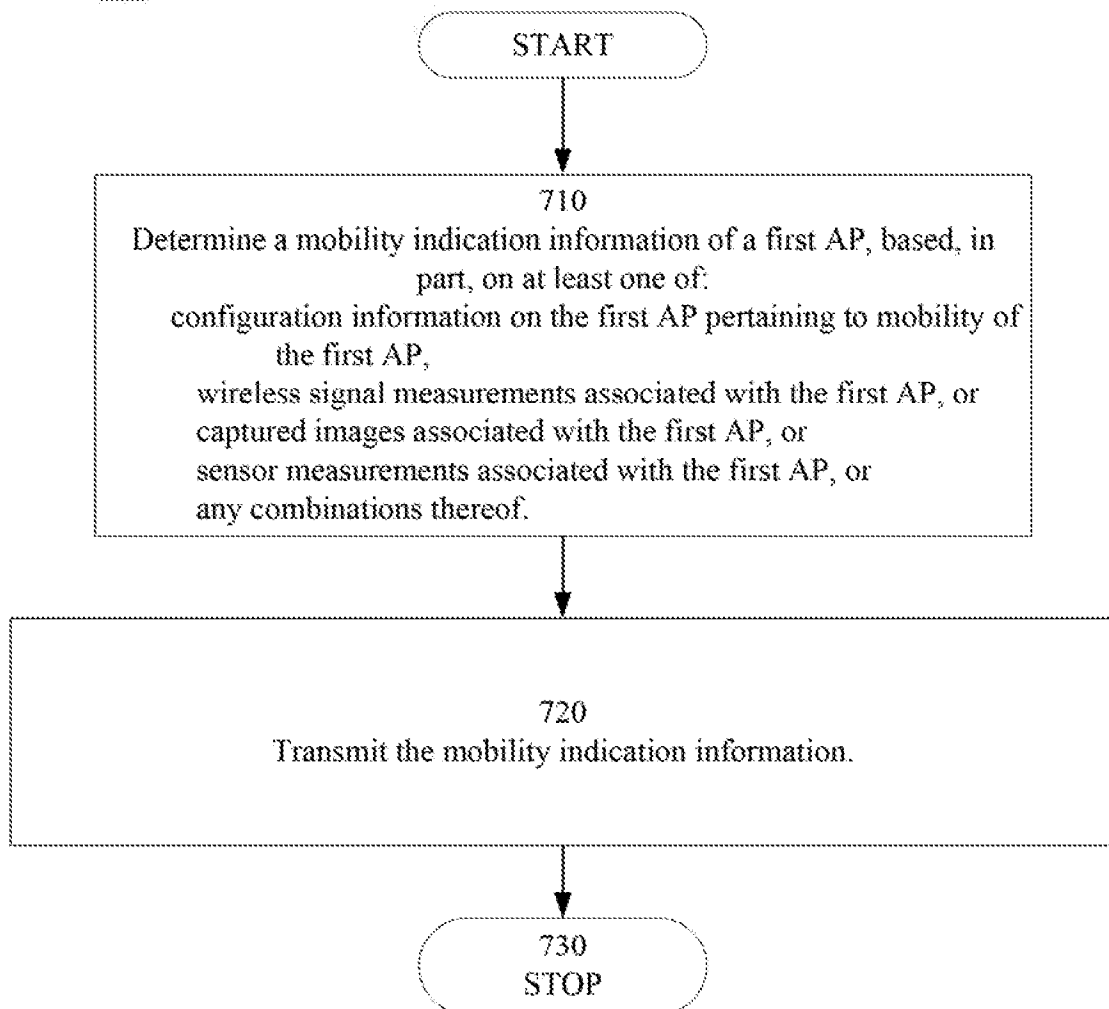 START
710
Determine a mobility indication information of a first AP, based, in
part, on at least one of:
configuration information on the first AP pertaining to mobility of
the first AP,
wireless signal measurements associated with the first AP, or
captured images associated with the first AP, or
sensor measurements associated with the first AP, or
any combinations thereof.
720
Transmit the mobility indication information.
730
STOP